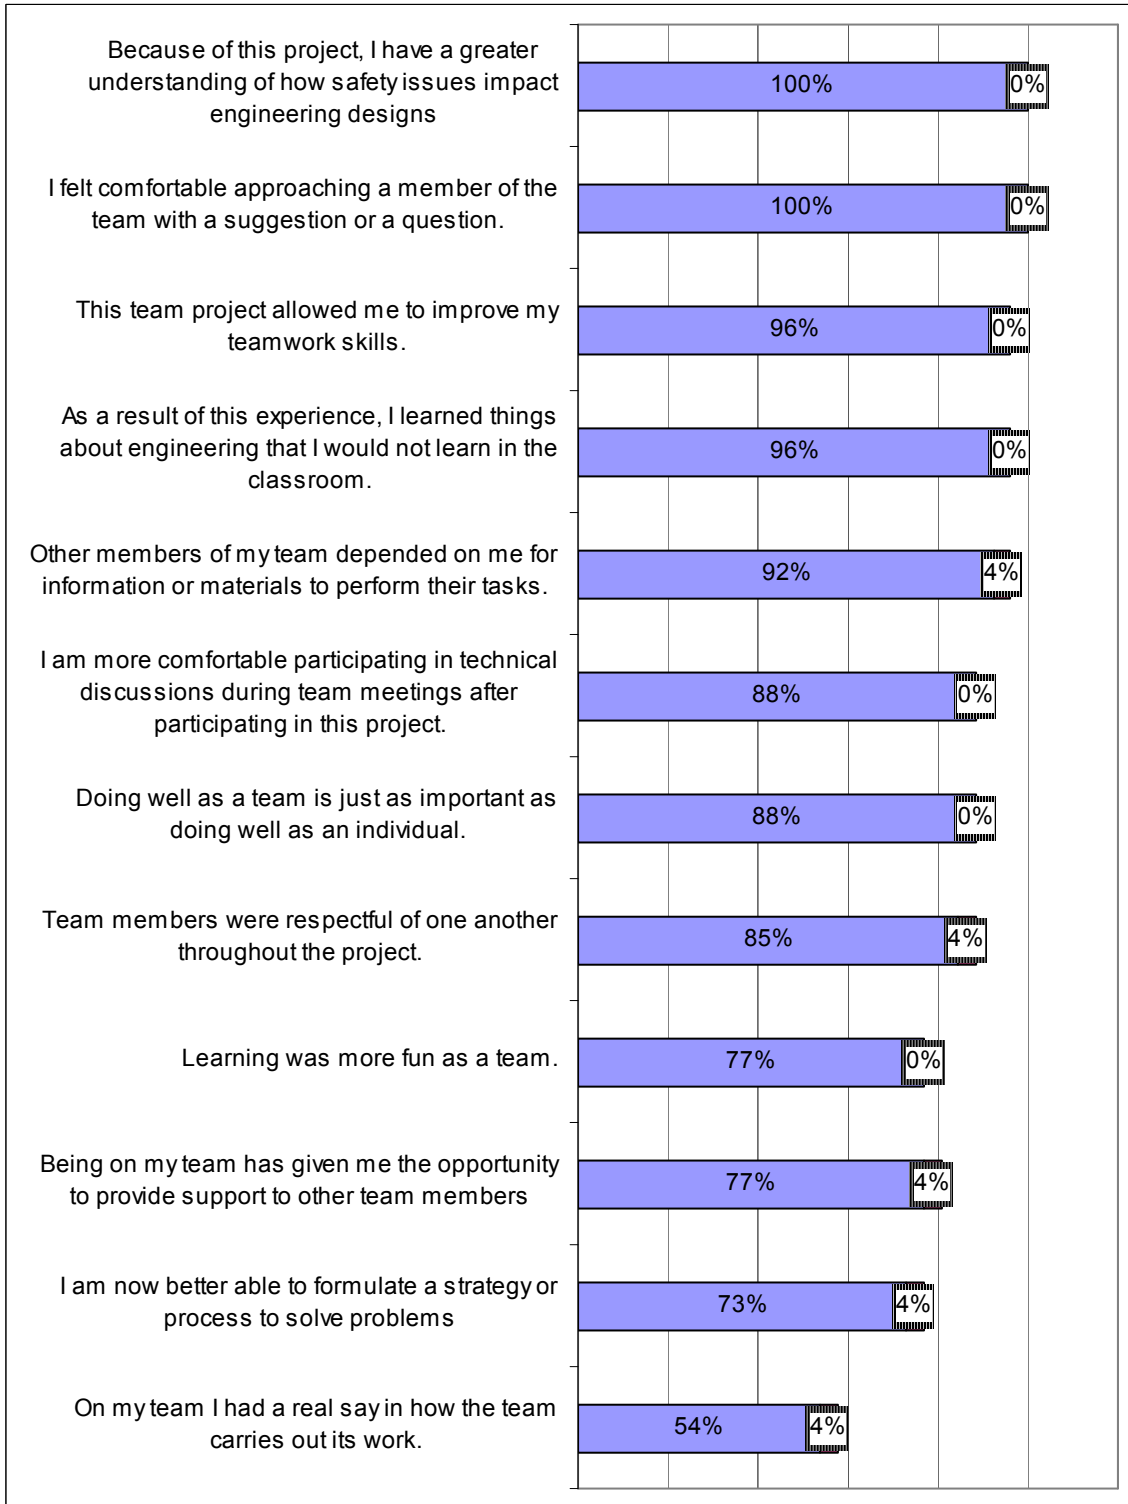 Because of this project, I have a greater
understanding of how safety issues impact
engineering designs
100% 0%
I felt comfortable approaching a member of the
team with a suggestion or a question.
100% 0%
This team project allowed me to improve my
teamwork skills.
96% 0%
As a result of this experience, I learned things
about engineering that I would not learn in the
classroom.
96% 0%
Other members of my team depended on me for
information or materials to perform their tasks.
92% 4%
I am more comfortable participating in technical
discussions during team meetings after
participating in this project.
88% 0%
Doing well as a team is just as important as
doing well as an individual.
88% 0%
Team members were respectful of one another
throughout the project.
85% 4%
Learning was more fun as a team.
77% 0%
Being on my team has given me the opportunity
to provide support to other team members
77% 4%
I am now better able to formulate a strategy or
process to solve problems
73% 4%
On my team I had a real say in how the team
carries out its work.
54% 4%